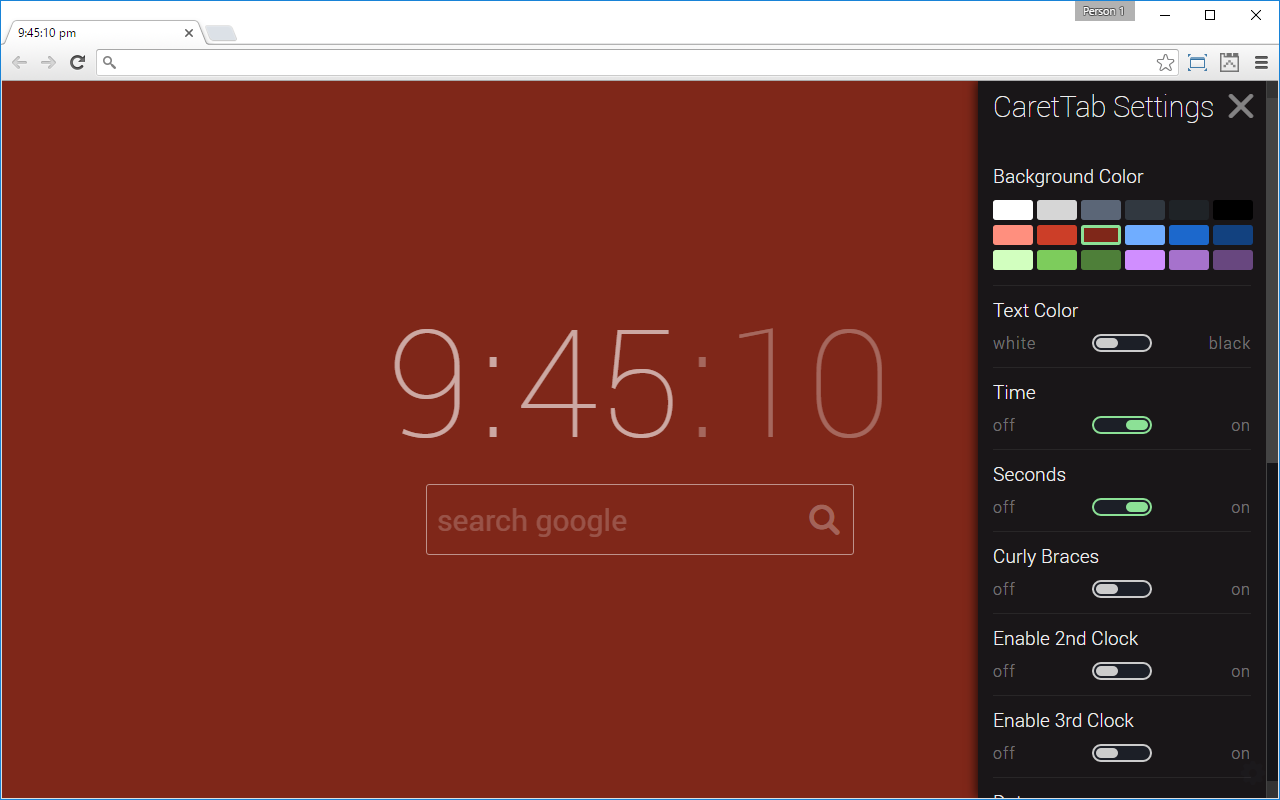 Person 1
9:45:10 pm
CaretTab Settings
Background Color
Text Color
white black
Time
off on
9:45:10
Seconds
off on
search google
Curly Braces
off on
Enable 2nd Clock
off on
Enable 3rd Clock
off on